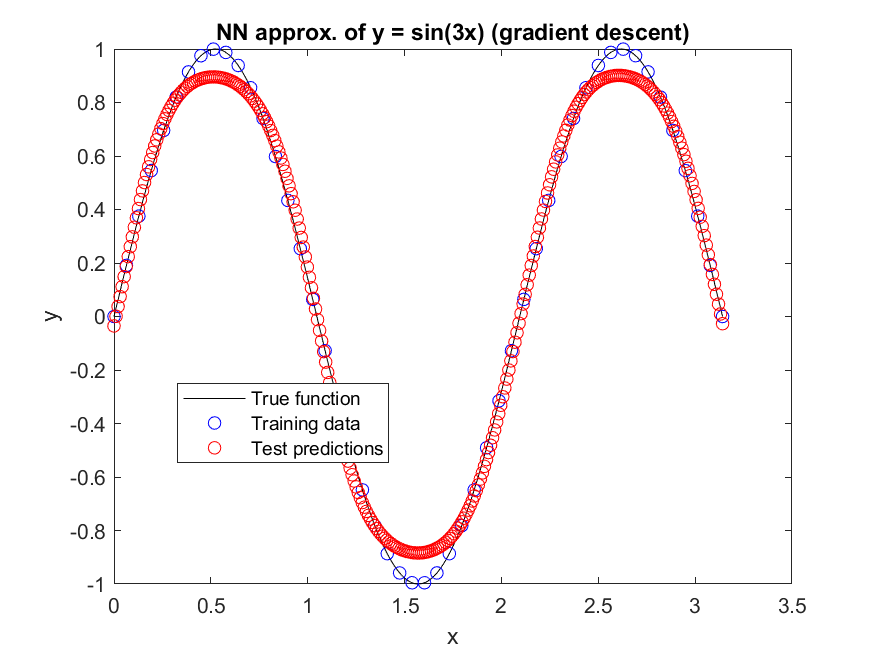 NN approx. of y = sin(3x) (gradient descent)
1
0.8
0.6
0.4
0.2
0
-0.2
-0.4
-0.6
-0.8
-1
y
True function
Training data
Test predictions
0 0.5 1 1.5 2 2.5 3 3.5
x